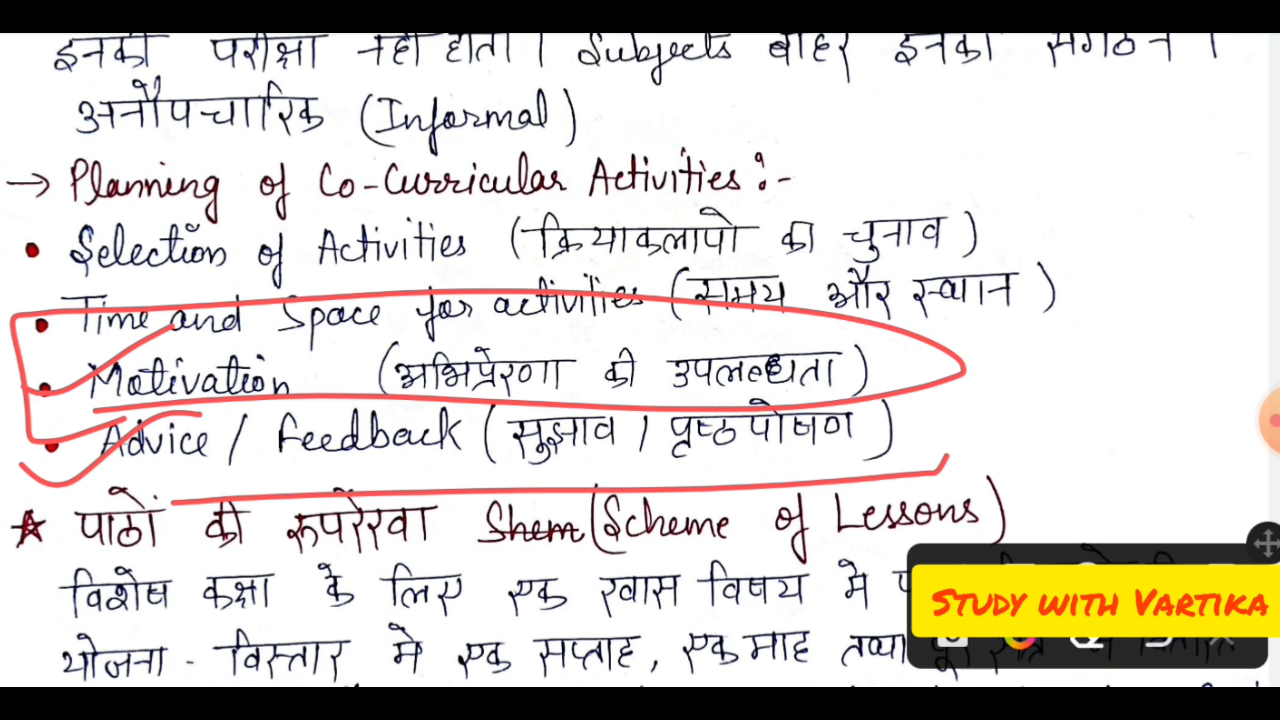 इनकी परीक्षा नही होती । Subjects बाहर इनका संगठन ।
अनौपचारिक (Informal)
→ Planning of Co-Curricular Activities :-
• Selection of Activities (क्रियाकलापो का चुनाव)
• Time and Space for activities (समय और स्थान)
• Motivation (अभिप्रेरणा की उपलब्धता)
• Advice / Feedback (सुझाव / पृष्ठपोषण)
★ पाठों की रुपरेखा Shem (Scheme of Lessons)
विशेष कक्षा के लिए एक खास विषय मे
योजना - विस्तार मे एक सप्ताह, एक माह तथा
STUDY WITH VARTIKA